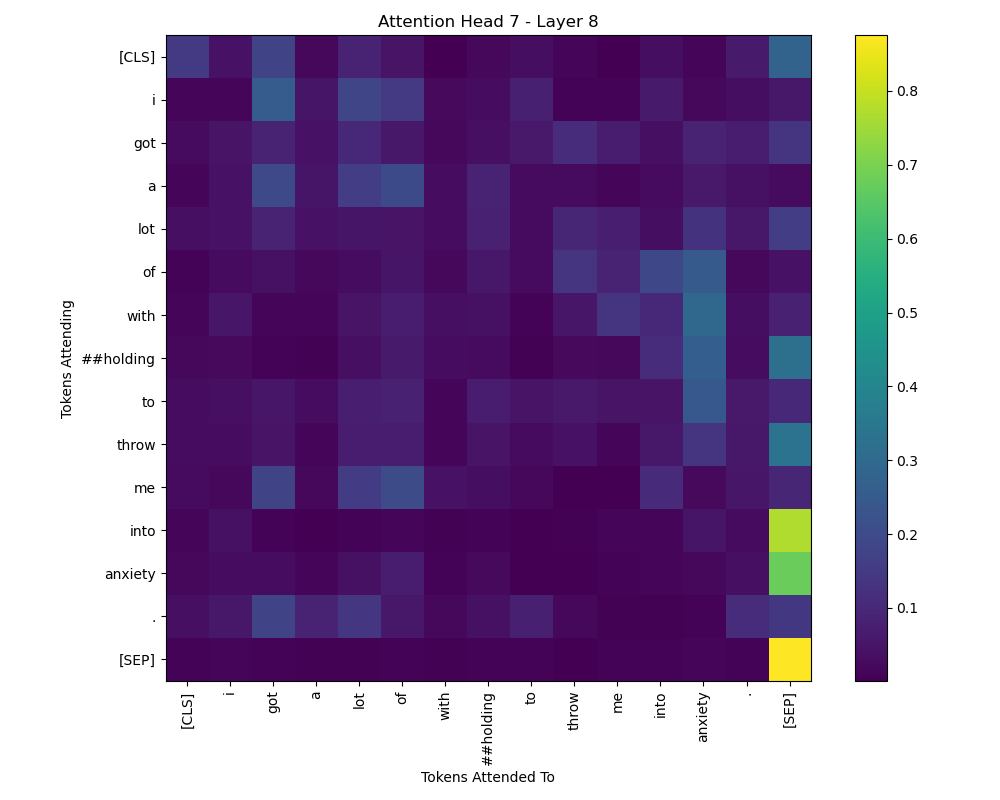 Attention Head 7 - Layer 8
[CLS]
i
got
a
lot
of
with
##holding
to
throw
me
into
anxiety
.
[SEP]
Tokens Attending
[CLS]
i
got
a
lot
of
with
##holding
to
throw
me
into
anxiety
.
[SEP]
Tokens Attended To
0.8
0.7
0.6
0.5
0.4
0.3
0.2
0.1